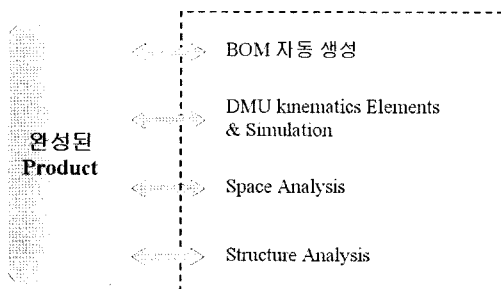 완성된
Product
BOM 자동 생성
DMU kinematics Elements
& Simulation
Space Analysis
Structure Analysis